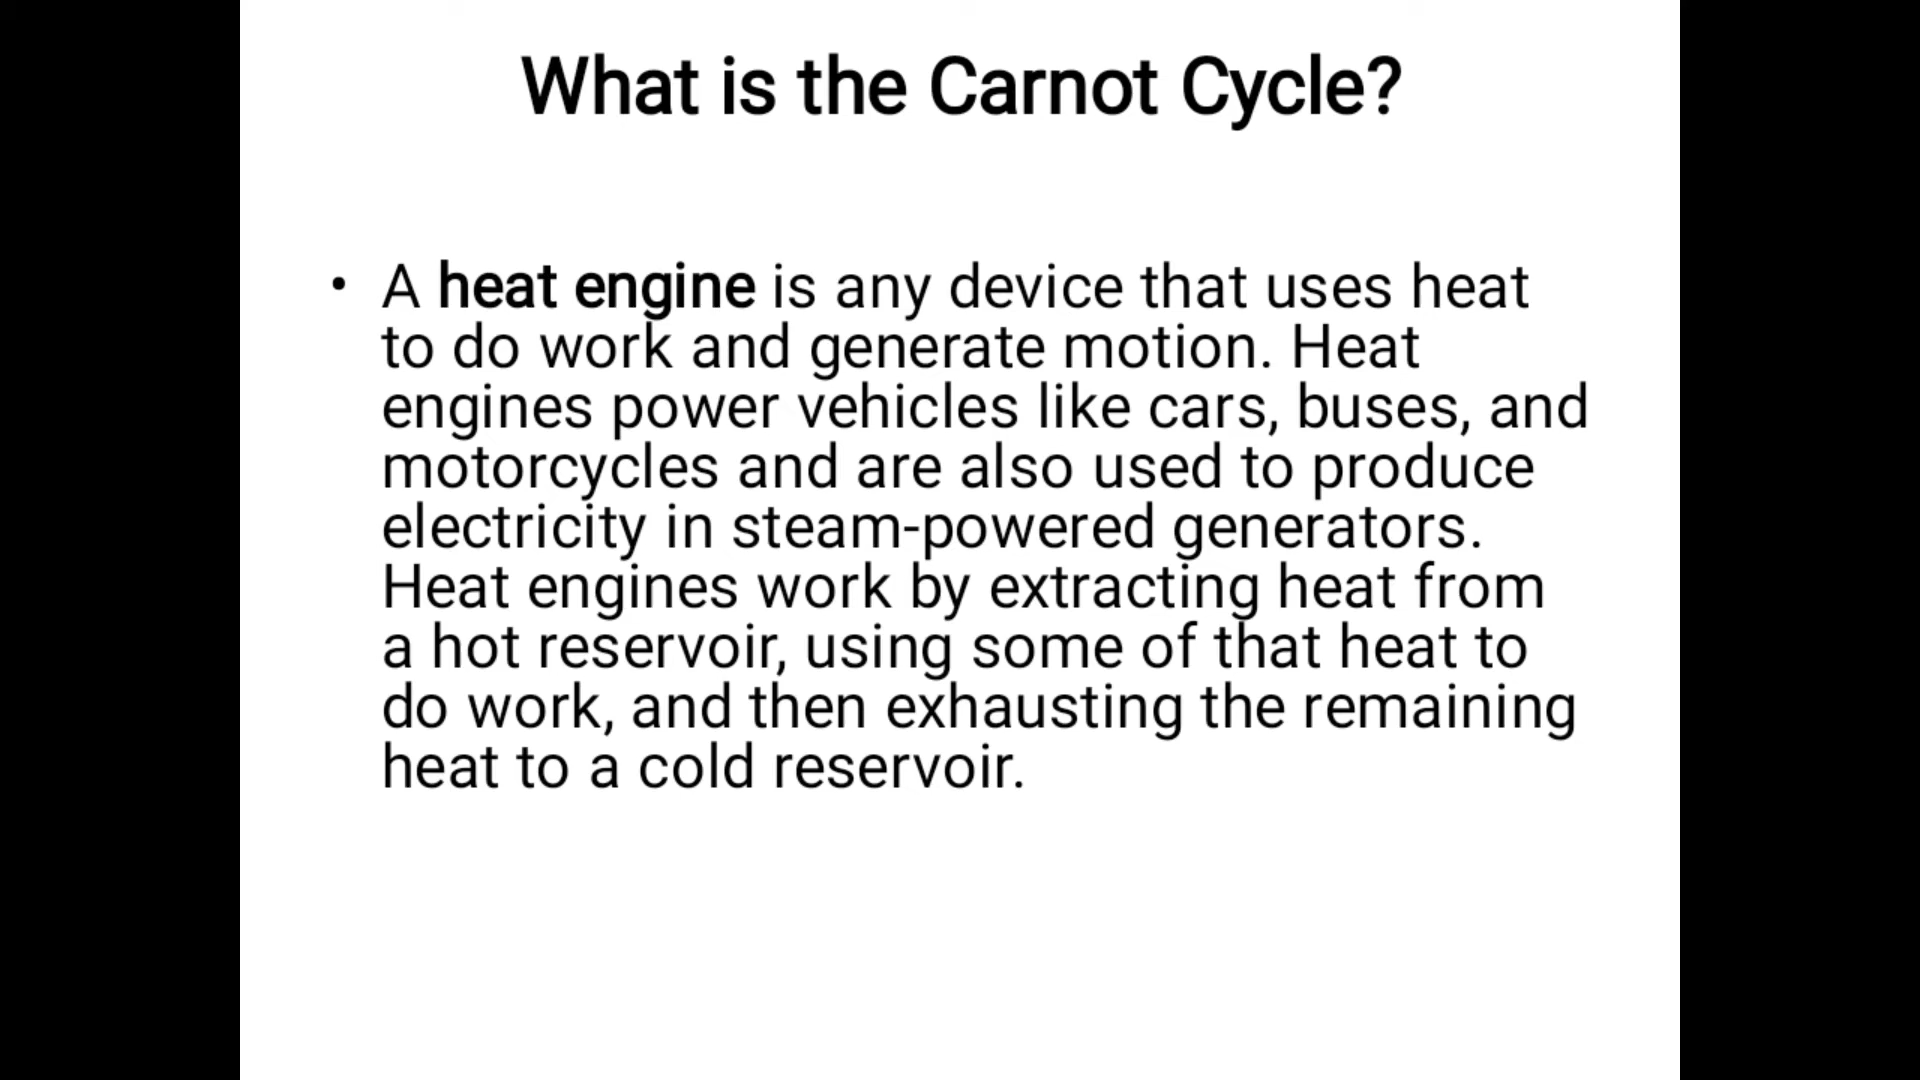 What is the Carnot Cycle?
• A heat engine is any device that uses heat
to do work and generate motion. Heat
engines power vehicles like cars, buses, and
motorcycles and are also used to produce
electricity in steam-powered generators.
Heat engines work by extracting heat from
a hot reservoir, using some of that heat to
do work, and then exhausting the remaining
heat to a cold reservoir.